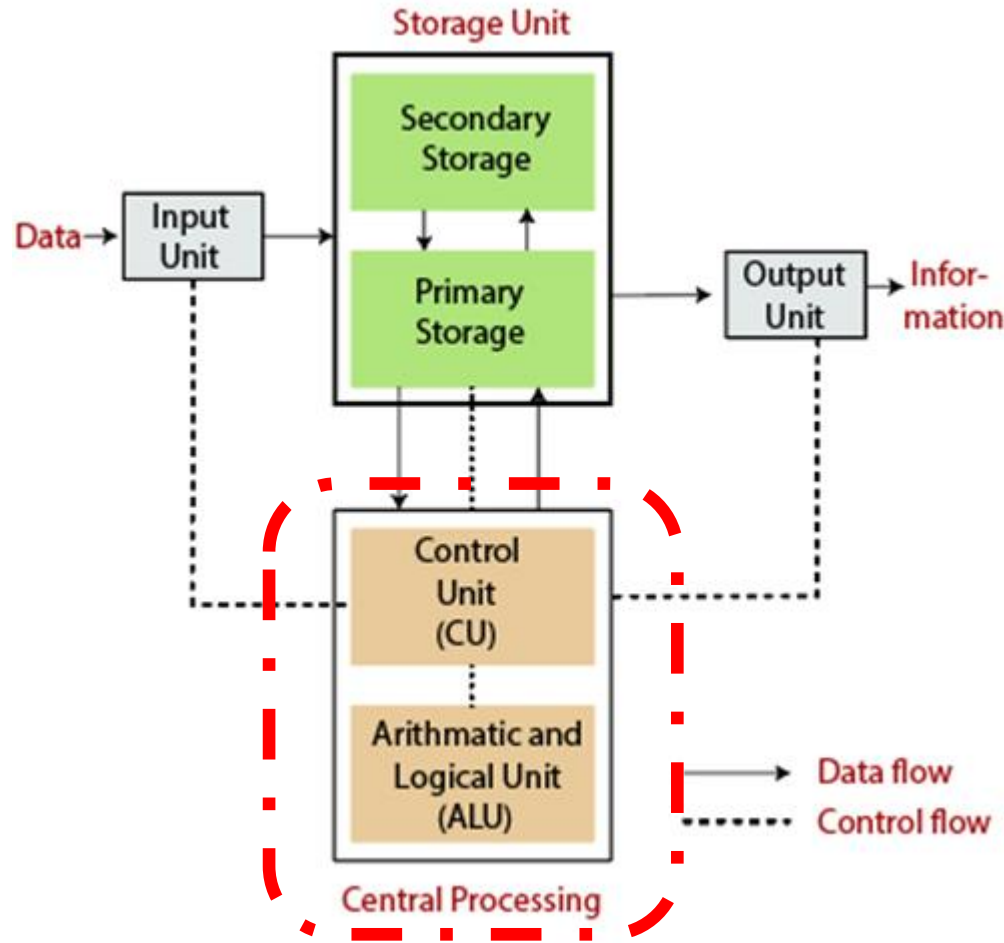 Storage Unit
Secondary
Storage
Data
Input
Unit
Primary
Storage
Output
Unit
Infor-
mation
Control
Unit
(CU)
Arithmatic and
Logical Unit
(ALU)
Data flow
Control flow
Central Processing